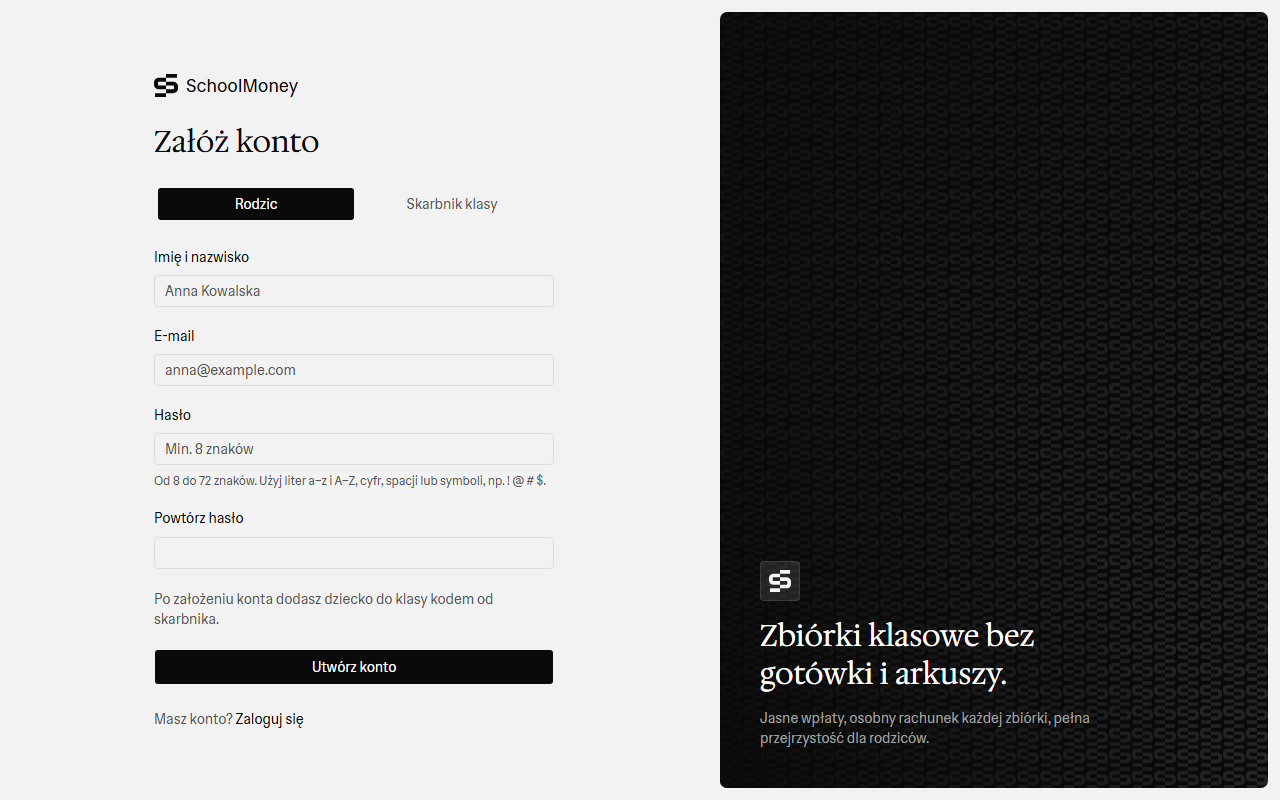 SchoolMoney
Załóż konto
Rodzic
Skarbnik klasy
Imię i nazwisko
Anna Kowalska
E-mail
anna@example.com
Hasło
Min. 8 znaków
Od 8 do 72 znaków. Użyj liter a–z i A–Z, cyfr, spacji lub symboli, np. ! @ # $.
Powtórz hasło
Po założeniu konta dodasz dziecko do klasy kodem od
skarbnika.
Utwórz konto
Masz konto? Zaloguj się
Zbiórki klasowe bez
gotówki i arkuszy.
Jasne wpłaty, osobny rachunek każdej zbiórki, pełna
przejrzystość dla rodziców.